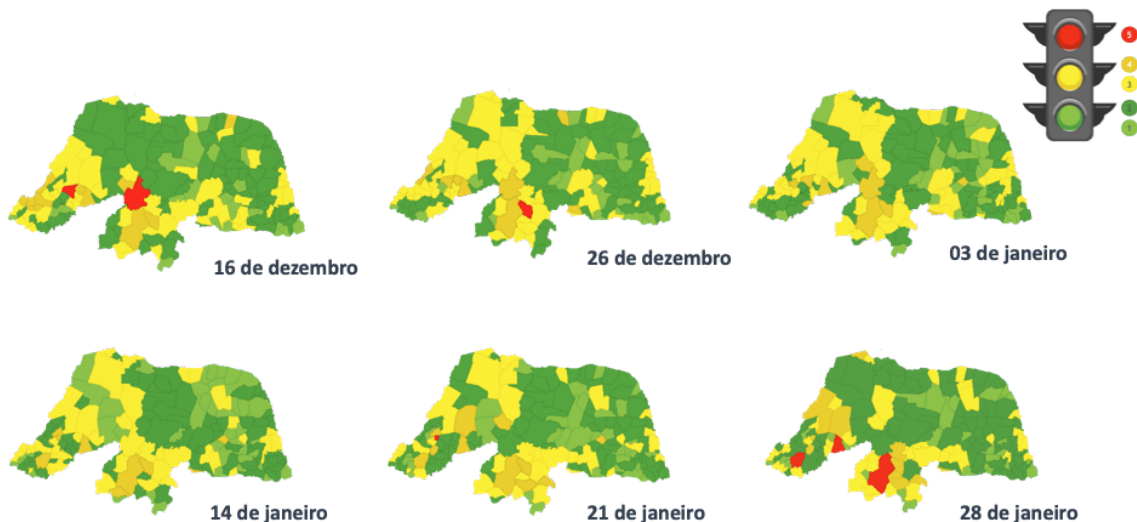 5
4
3
2
1
16 de dezembro
26 de dezembro
03 de janeiro
14 de janeiro
21 de janeiro
28 de janeiro